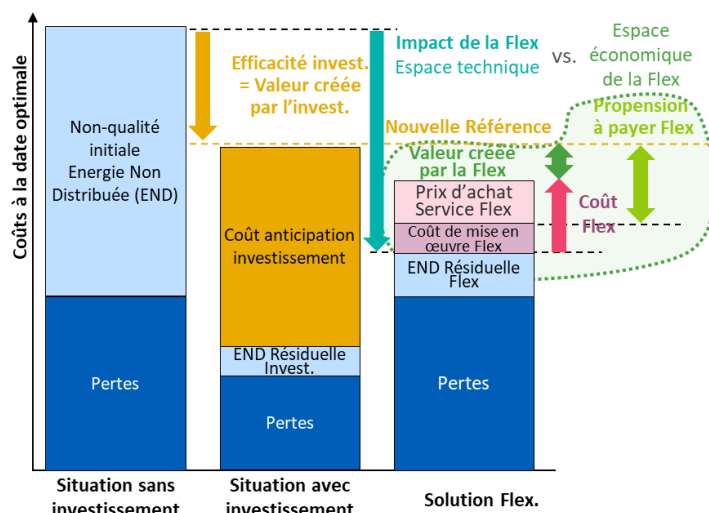 Coûts à la date optimale
Non-qualité
initiale
Energie Non
Distribuée (END)
Pertes
Situation sans
investissement
Efficacité invest.
= Valeur créée
par l'invest.
Coût anticipation
investissement
END Résiduelle
Invest.
Pertes
Situation avec
investissement
Impact de la Flex
Espace technique
vs.
Espace
économique
de la Flex
Nouvelle Référence
Propension
à payer Flex
Valeur créée
par la Flex
Prix d'achat
Service Flex
Coût de mise en
œuvre Flex
Coût
Flex
END Résiduelle
Flex
Pertes
Solution Flex.